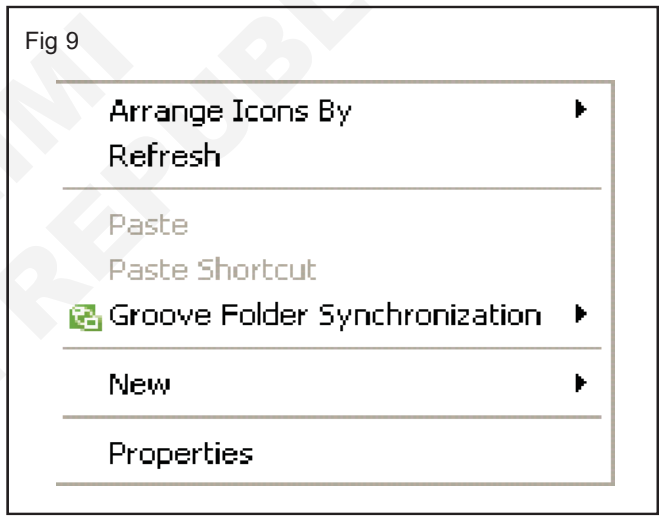 Fig 9
Arrange Icons By
Refresh
Paste
Paste Shortcut
Groove Folder Synchronization
New
Properties